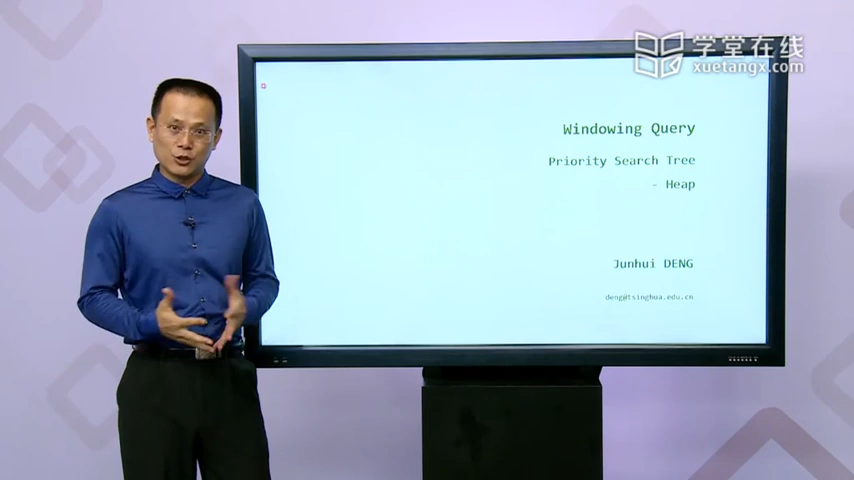 学堂在线
xuetangx.com
Windowing Query
Priority Search Tree
- Heap
Junhui DENG
deng@tsinghua.edu.cn